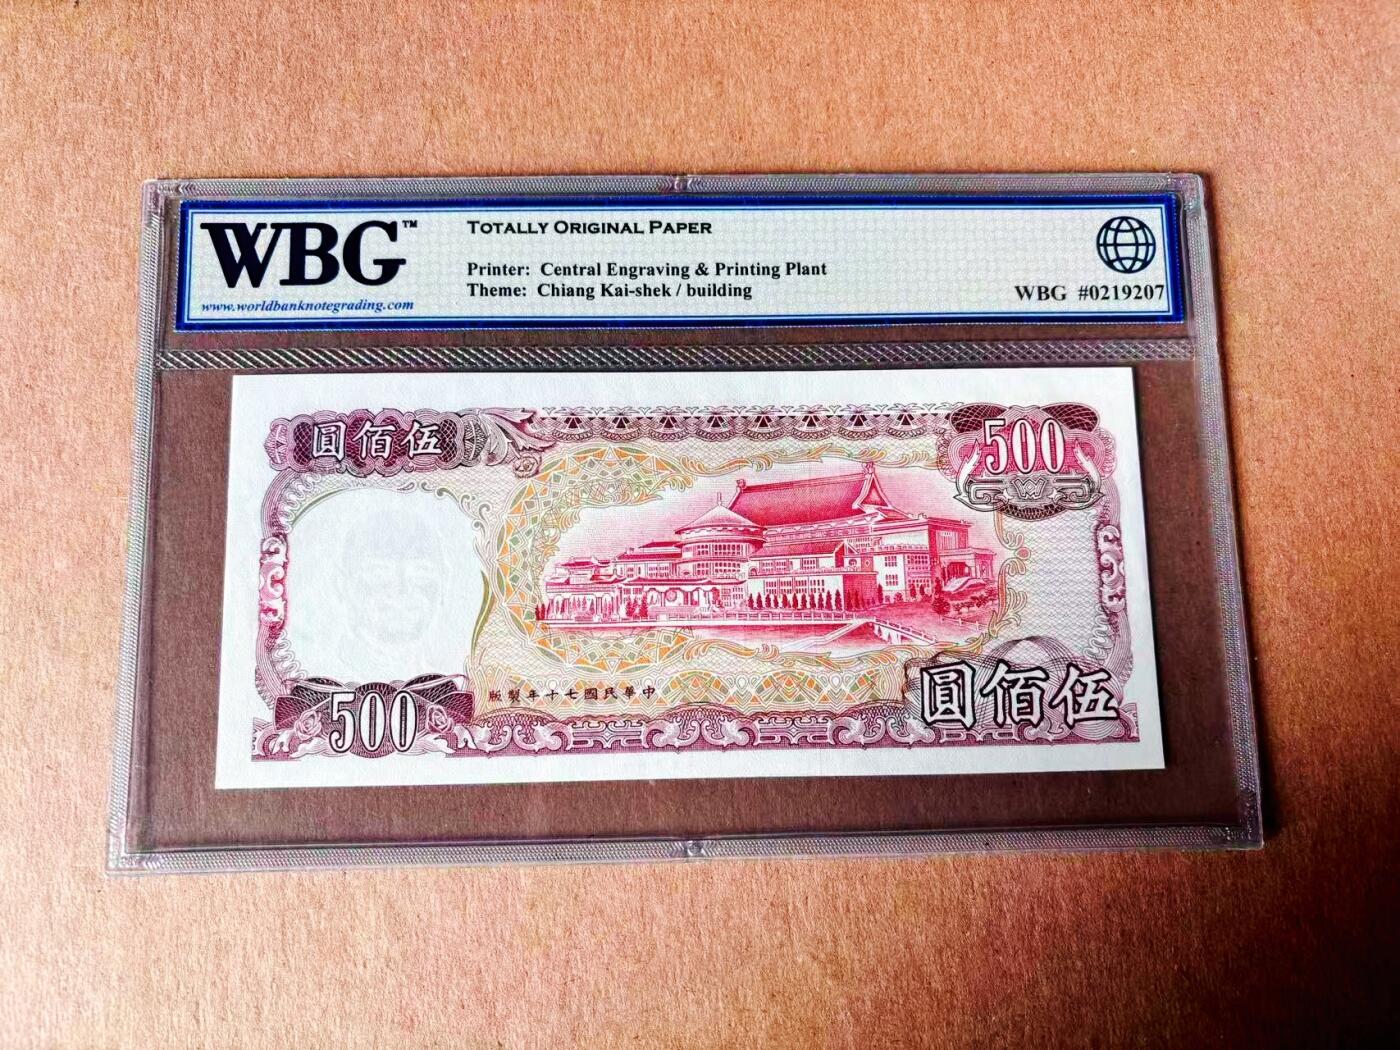 WBG™
www.worldbanknotegrading.com
TOTALLY ORIGINAL PAPER
Printer: Central Engraving & Printing Plant
Theme: Chiang Kai-shek / building
WBG #0219207
圓佰伍
500
版製年十七國民華中
500
圓佰伍